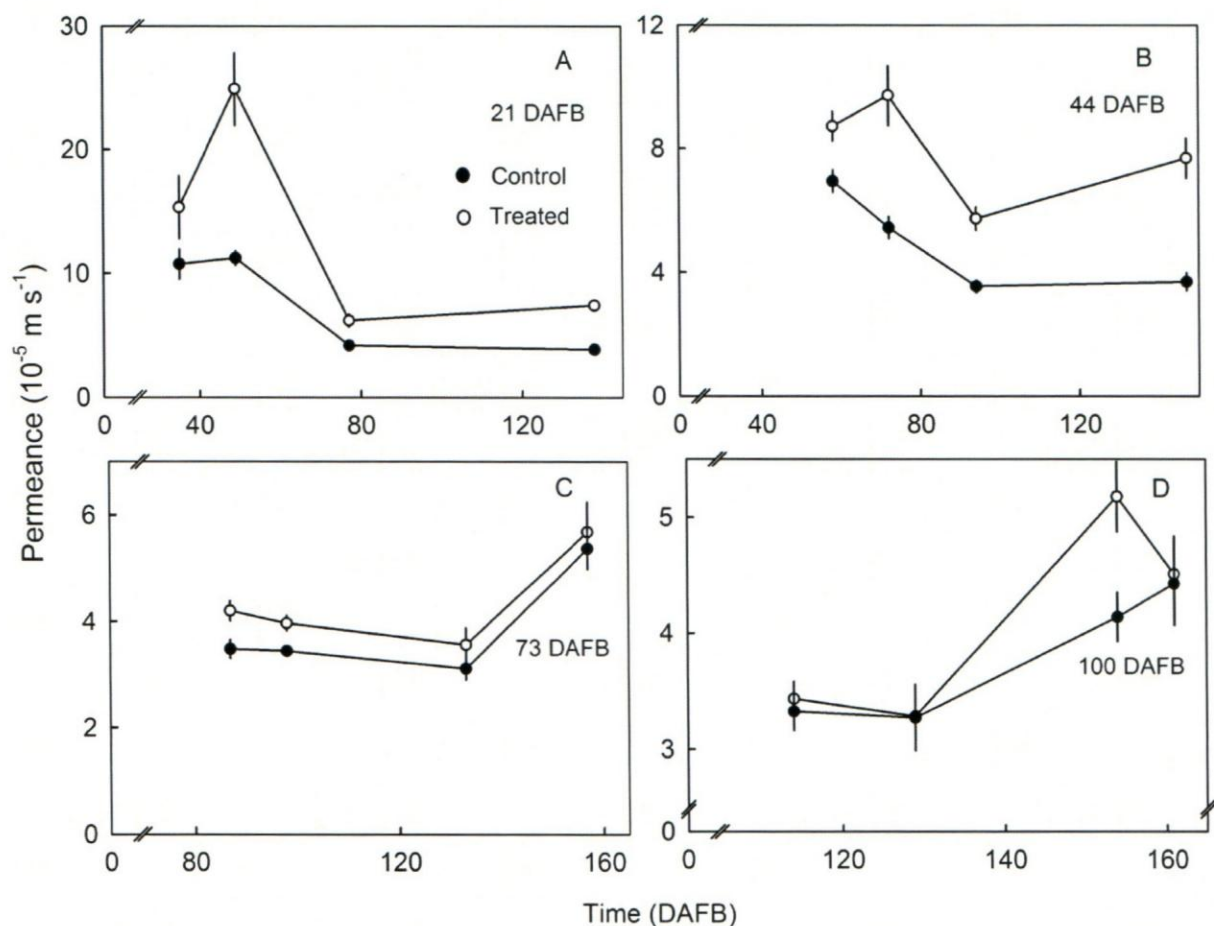 Permeance (10⁻⁵ m s⁻¹)
30
20
10
0
A
21 DAFB
Control
Treated
0 40 80 120
12
8
4
0
B
44 DAFB
0 40 80 120
6
4
2
0
C
73 DAFB
0 80 120 160
5
4
3
0
D
100 DAFB
0 120 140 160
Time (DAFB)